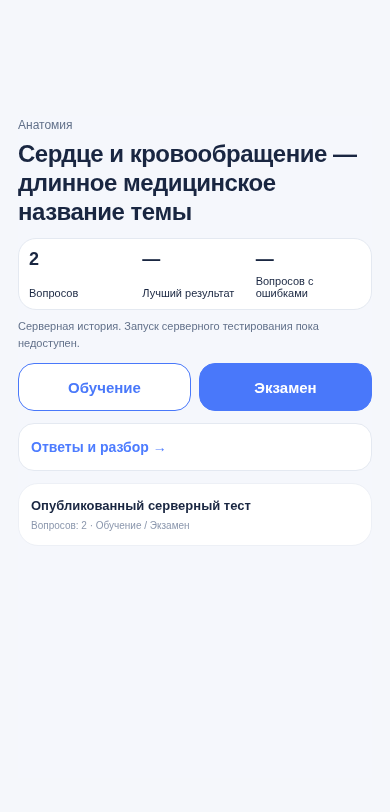 Анатомия
Сердце и кровообращение —
длинное медицинское
название темы
2
—
—
Вопросов
Лучший результат
Вопросов с
ошибками
Серверная история. Запуск серверного тестирования пока
недоступен.
Обучение
Экзамен
Ответы и разбор →
Опубликованный серверный тест
Вопросов: 2 · Обучение / Экзамен